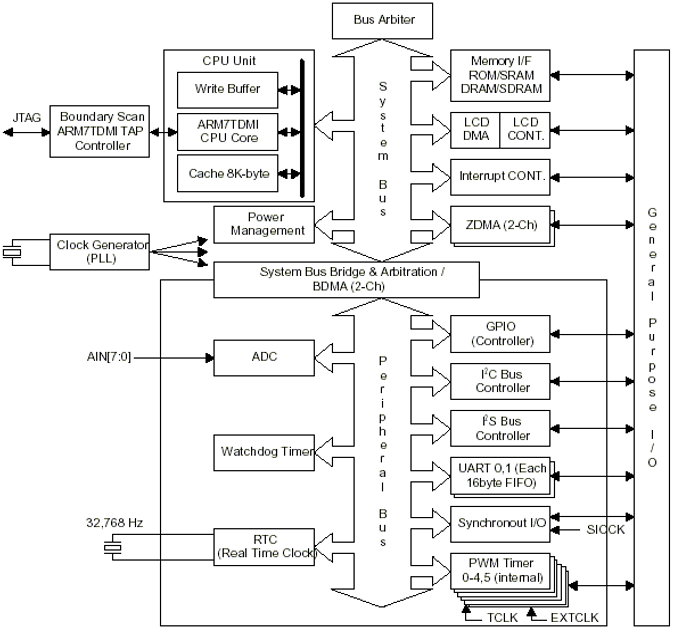 Bus Arbiter
CPU Unit
Write Buffer
ARM7TDMI
CPU Core
Cache 8K-byte
JTAG
Boundary Scan
ARM7TDMI TAP
Controller
Power
Management
Clock Generator
(PLL)
System Bus
Memory I/F
ROM/SRAM
DRAM/SDRAM
LCD
DMA
LCD
CONT.
Interrupt CONT.
ZDMA (2-Ch)
System Bus Bridge & Arbitration /
BDMA (2-Ch)
AIN[7:0]
ADC
Watchdog Timer
32,768 Hz
RTC
(Real Time Clock)
Peripheral Bus
GPIO
(Controller)
I²C Bus
Controller
I²S Bus
Controller
UART 0,1 (Each
16byte FIFO)
Synchronout I/O
SIOCK
PWM Timer
0-4,5 (internal)
TCLK
EXTCLK
General Purpose I/O